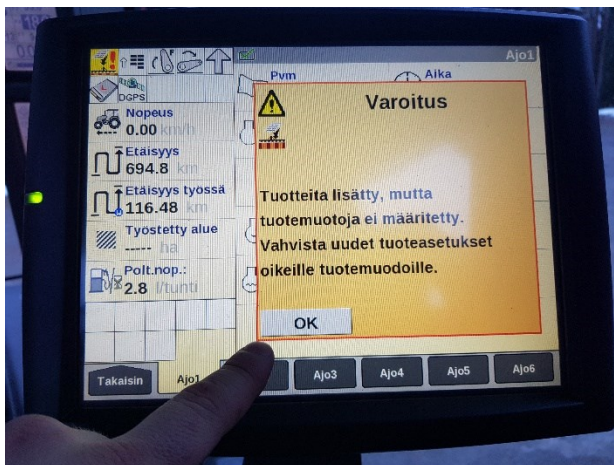 Ajo1
DGPS
Nopeus
0.00 km/h
Etäisyys
694.8 km
Etäisyys työssä
116.48 km
Työstetty alue
----- ha
Polt.nop.:
2.8 l/tunti
Pvm
Aika
Varoitus
Tuotteita lisätty, mutta
tuotemuotoja ei määritetty.
Vahvista uudet tuoteasetukset
oikeille tuotemuodoille.
OK
Takaisin
Ajo1
Ajo3
Ajo4
Ajo5
Ajo6